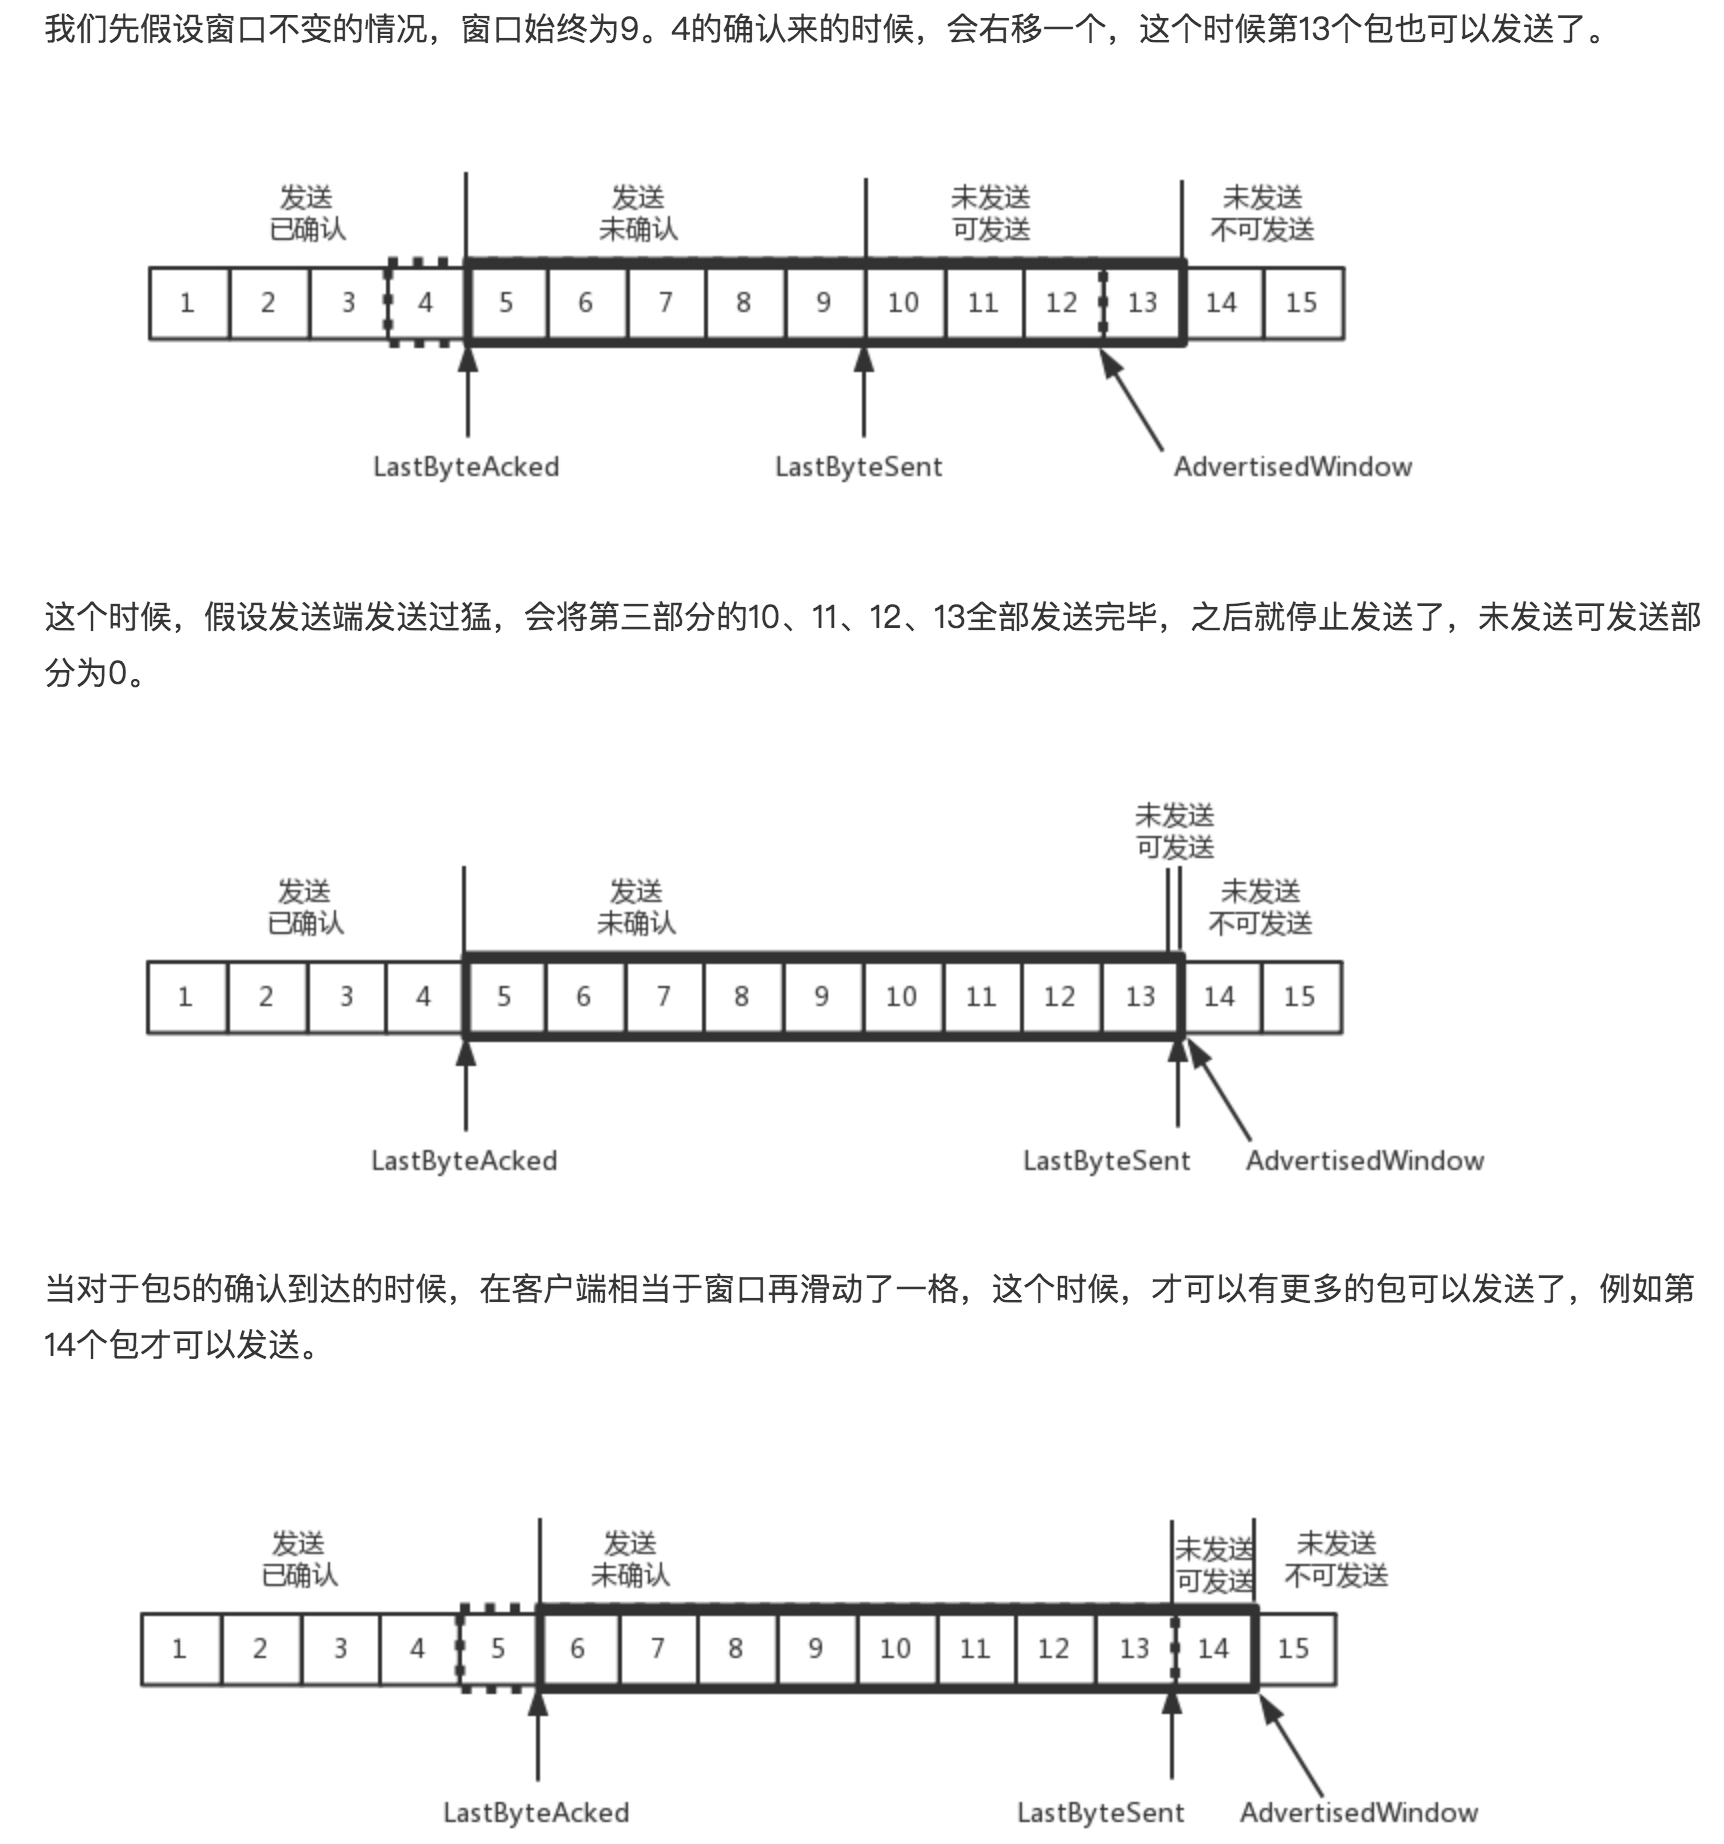 我们先假设窗口不变的情况，窗口始终为9。4的确认来的时候，会右移一个，这个时候第13个包也可以发送了。
发送 发送 未发送 未发送
已确认 未确认 可发送 不可发送
1 2 3 4 5 6 7 8 9 10 11 12 13 14 15
LastByteAcked LastByteSent AdvertisedWindow
这个时候，假设发送端发送过猛，会将第三部分的10、11、12、13全部发送完毕，之后就停止发送了，未发送可发送部
分为0。
未发送
可发送
发送 发送 未发送
已确认 未确认 不可发送
1 2 3 4 5 6 7 8 9 10 11 12 13 14 15
LastByteAcked LastByteSent AdvertisedWindow
当对于包5的确认到达的时候，在客户端相当于窗口再滑动了一格，这个时候，才可以有更多的包可以发送了，例如第
14个包才可以发送。
发送 发送 未发送 未发送
已确认 未确认 可发送 不可发送
1 2 3 4 5 6 7 8 9 10 11 12 13 14 15
LastByteAcked LastByteSent AdvertisedWindow